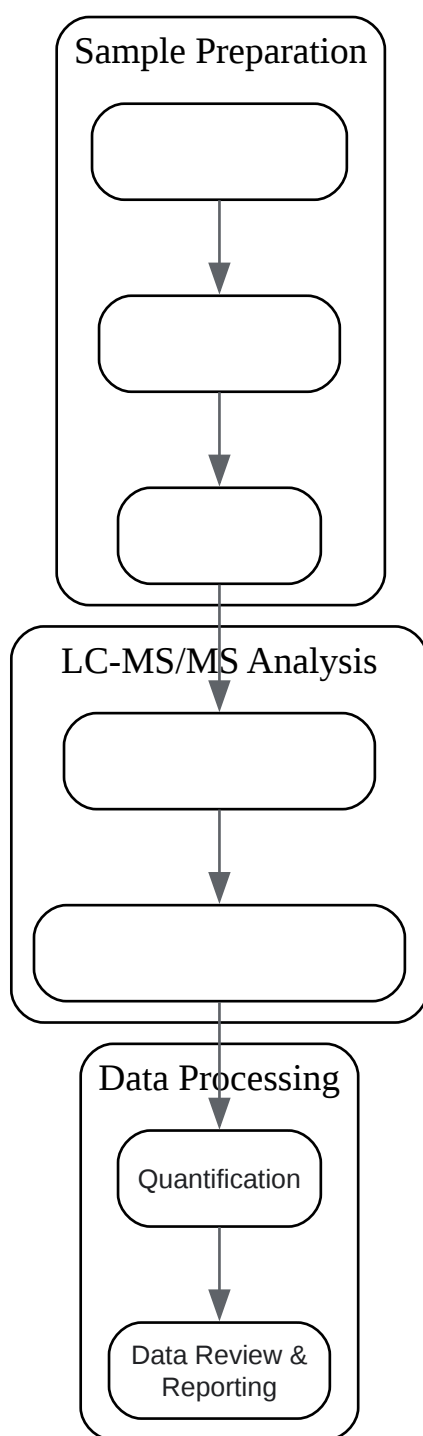 Sample Preparation
LC-MS/MS Analysis
Data Processing
Quantification
Data Review &
Reporting